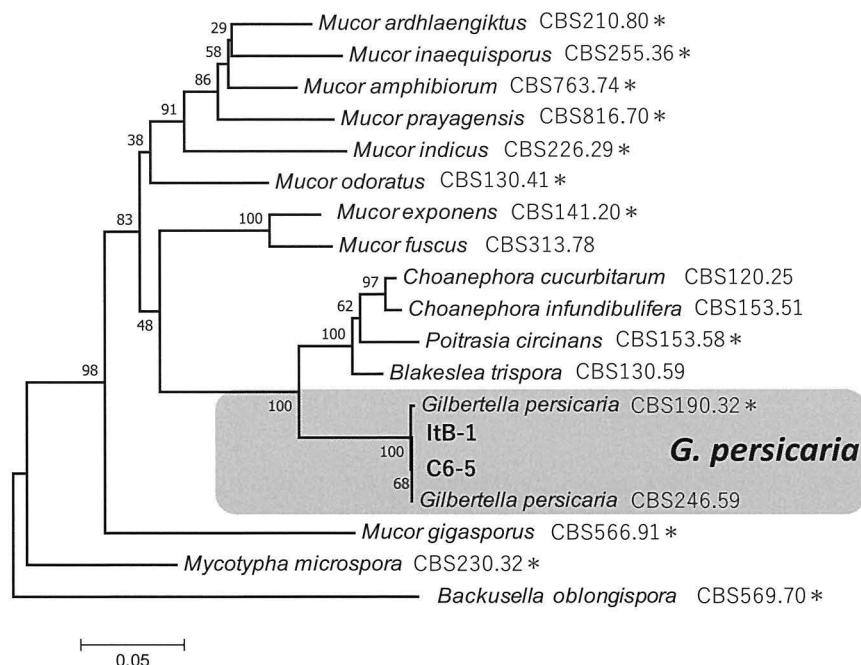 29
Mucor ardhlaengiktus CBS210.80 *
58
Mucor inaequisporus CBS255.36 *
86
Mucor amphibiorum CBS763.74 *
91
Mucor prayagensis CBS816.70 *
38
Mucor indicus CBS226.29 *
Mucor odoratus CBS130.41 *
83
100
Mucor exponens CBS141.20 *
Mucor fuscus CBS313.78
97
Choanephora cucurbitarum CBS120.25
62
Choanephora infundibulifera CBS153.51
48
100
Poitrasia circinans CBS153.58 *
Blakeslea trispora CBS130.59
98
100
Gilbertella persicaria CBS190.32 *
ItB-1
100
G. persicaria
C6-5
68
Gilbertella persicaria CBS246.59
Mucor gigasporus CBS566.91 *
Mycotypha microspora CBS230.32 *
Backusella oblongispora CBS569.70 *
0.05